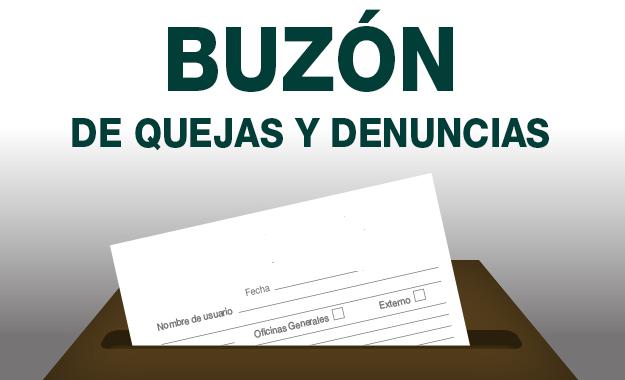 BUZÓN
DE QUEJAS Y DENUNCIAS
Fecha
Nombre de usuario
Oficinas Generales
Externo